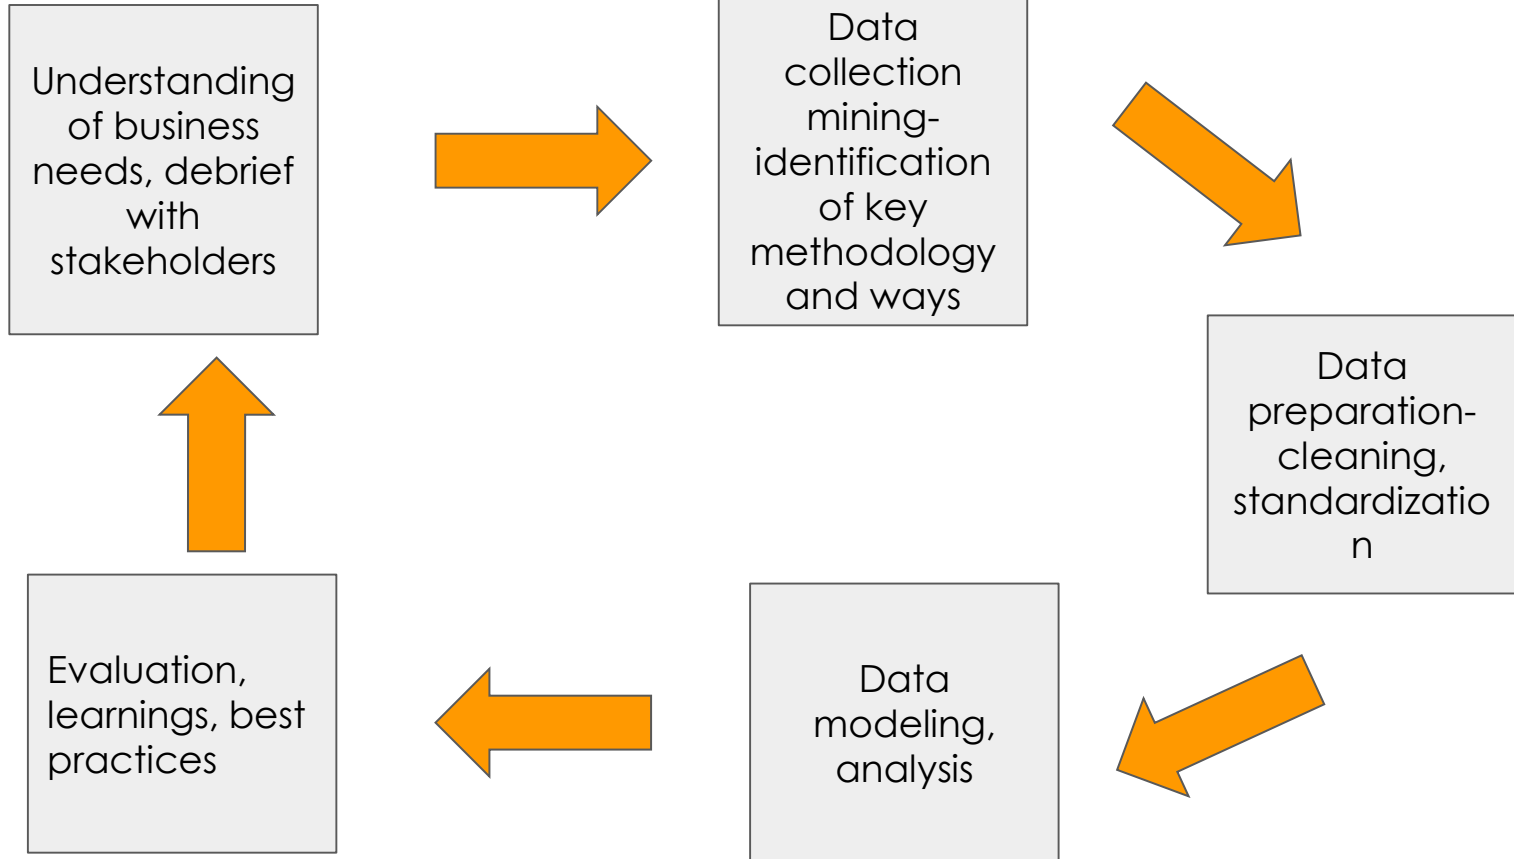 Understanding
of business
needs, debrief
with
stakeholders
Data
collection
mining-
identification
of key
methodology
and ways
Data
preparation-
cleaning,
standardizatio
n
Data
modeling,
analysis
Evaluation,
learnings, best
practices